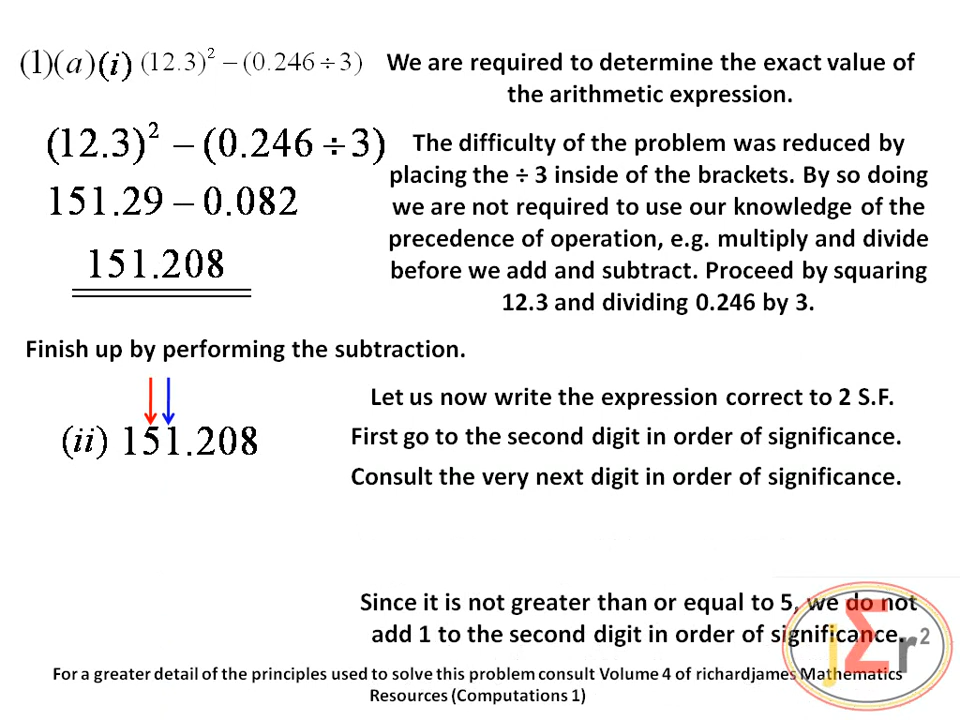 (1)(a)(i) (12.3)² − (0.246 ÷ 3)
We are required to determine the exact value of
the arithmetic expression.
(12.3)² − (0.246 ÷ 3)
151.29 − 0.082
151.208
The difficulty of the problem was reduced by
placing the ÷ 3 inside of the brackets. By so doing
we are not required to use our knowledge of the
precedence of operation, e.g. multiply and divide
before we add and subtract. Proceed by squaring
12.3 and dividing 0.246 by 3.
Finish up by performing the subtraction.
(ii) 151.208
Let us now write the expression correct to 2 S.F.
First go to the second digit in order of significance.
Consult the very next digit in order of significance.
Since it is not greater than or equal to 5, we do not
add 1 to the second digit in order of significance.
jΣr²
For a greater detail of the principles used to solve this problem consult Volume 4 of richardjames Mathematics
Resources (Computations 1)